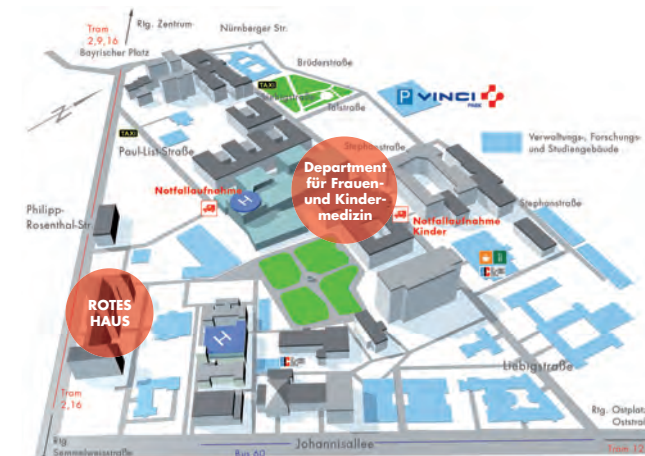 Tram
2,9,16
Rtg. Zentrum
Bayrischer Platz
Nürnberger Str.
Brüderstraße
TAXI
Talstraße
P VINCI
PARK
Verwaltungs-, Forschungs-
und Studiengebäude
TAXI
N
Paul-List-Straße
Stephanstraße
Department
für Frauen-
und Kinder-
medizin
Notfallaufnahme
H
Stephanstraße
Notfallaufnahme
Kinder
Philipp-
Rosenthal-Str.
ROTES
HAUS
H
Liebigstraße
Tram
2,16
Rtg. Ostplatz
Rtg.
Semmelweisstraße
Bus 60
Johannisallee
Tram 12